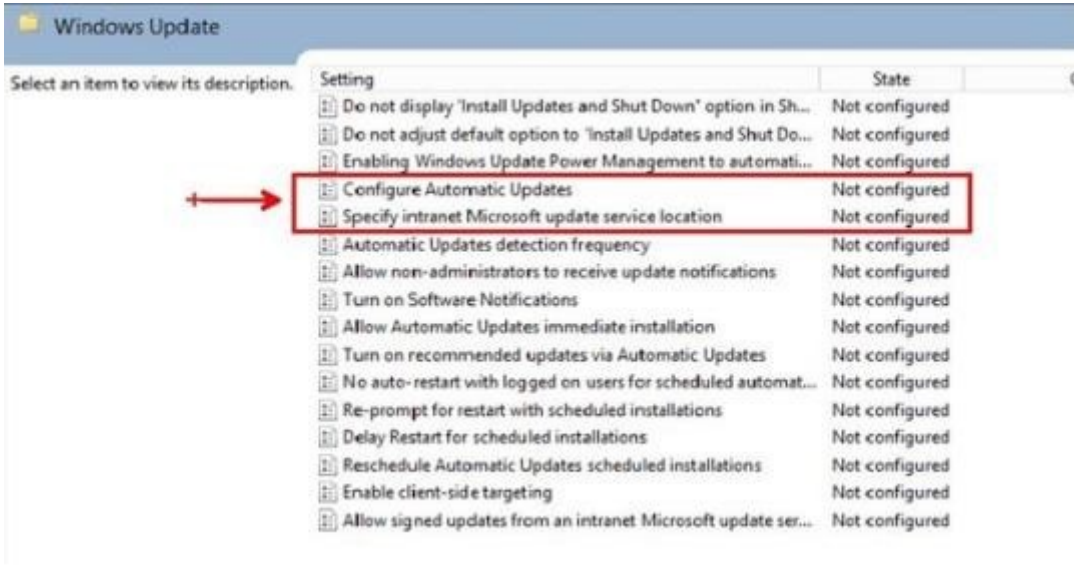 Windows Update
Select an item to view its description.
Setting State
Do not display 'Install Updates and Shut Down" option in Sh... Not configured
Do not adjust default option to 'Install Updates and Shut Do... Not configured
Enabling Windows Update Power Management to automati... Not configured
Configure Automatic Updates Not configured
Specify intranet Microsoft update service location Not configured
Automatic Updates detection frequency Not configured
Allow non-administrators to receive update notifications Not configured
Turn on Software Notifications Not configured
Allow Automatic Updates immediate installation Not configured
Turn on recommended updates via Automatic Updates Not configured
No auto-restart with logged on users for scheduled automat... Not configured
Re-prompt for restart with scheduled installations Not configured
Delay Restart for scheduled installations Not configured
Reschedule Automatic Updates scheduled installations Not configured
Enable client-side targeting Not configured
Allow signed updates from an intranet Microsoft update ser... Not configured